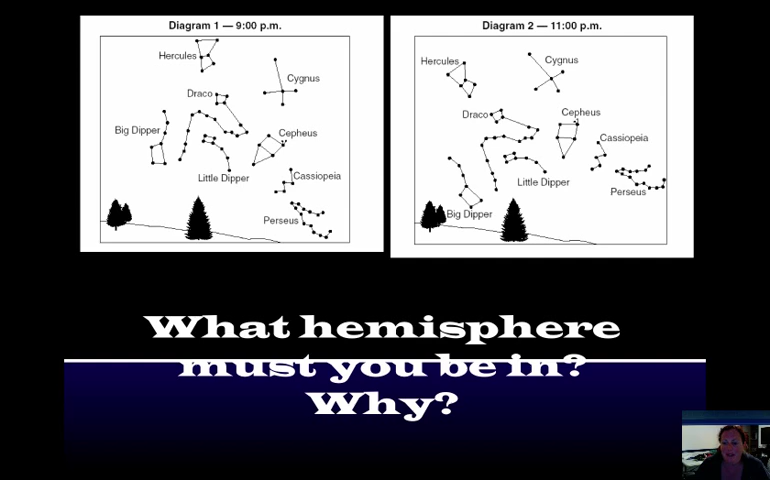 Diagram 1 — 9:00 p.m.
Hercules
Cygnus
Draco
Big Dipper
Cepheus
Little Dipper
Cassiopeia
Perseus
Diagram 2 — 11:00 p.m.
Hercules
Cygnus
Draco
Cepheus
Cassiopeia
Little Dipper
Perseus
Big Dipper
What hemisphere
must you be in?
Why?